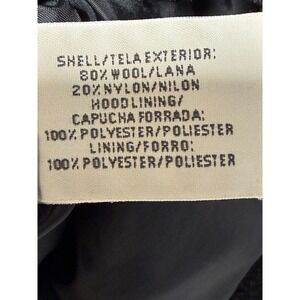 SHELL/TELA EXTERIOR:
80% WOOL/LANA
20% NYLON/NILON
HOOD LINING/
CAPUCHA FORRADA:
100% POLYESTER/POLIESTER
LINING/FORRO:
100% POLYESTER/POLIESTER